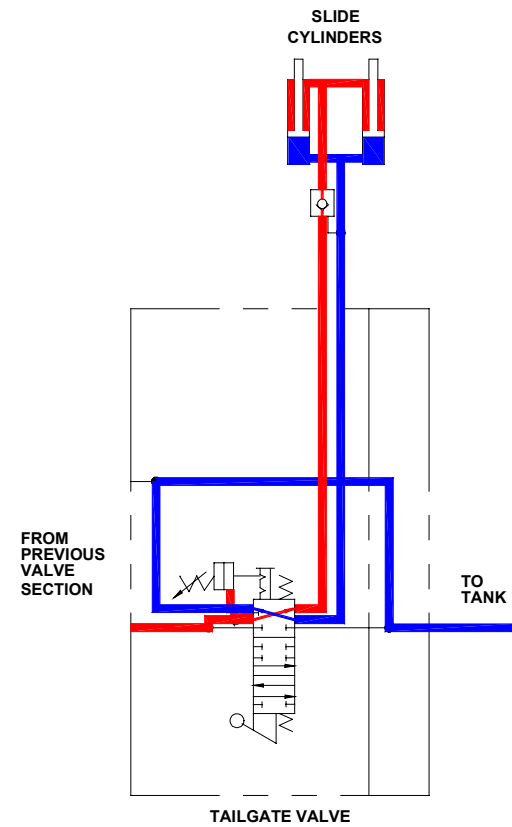 SLIDE
CYLINDERS
FROM
PREVIOUS
VALVE
SECTION
TO
TANK
TAILGATE VALVE